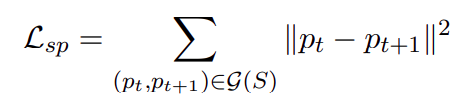 $$\mathcal{L}_{sp} = \sum_{(p_t, p_{t+1}) \in \mathcal{G}(S)} \|p_t - p_{t+1}\|^2$$